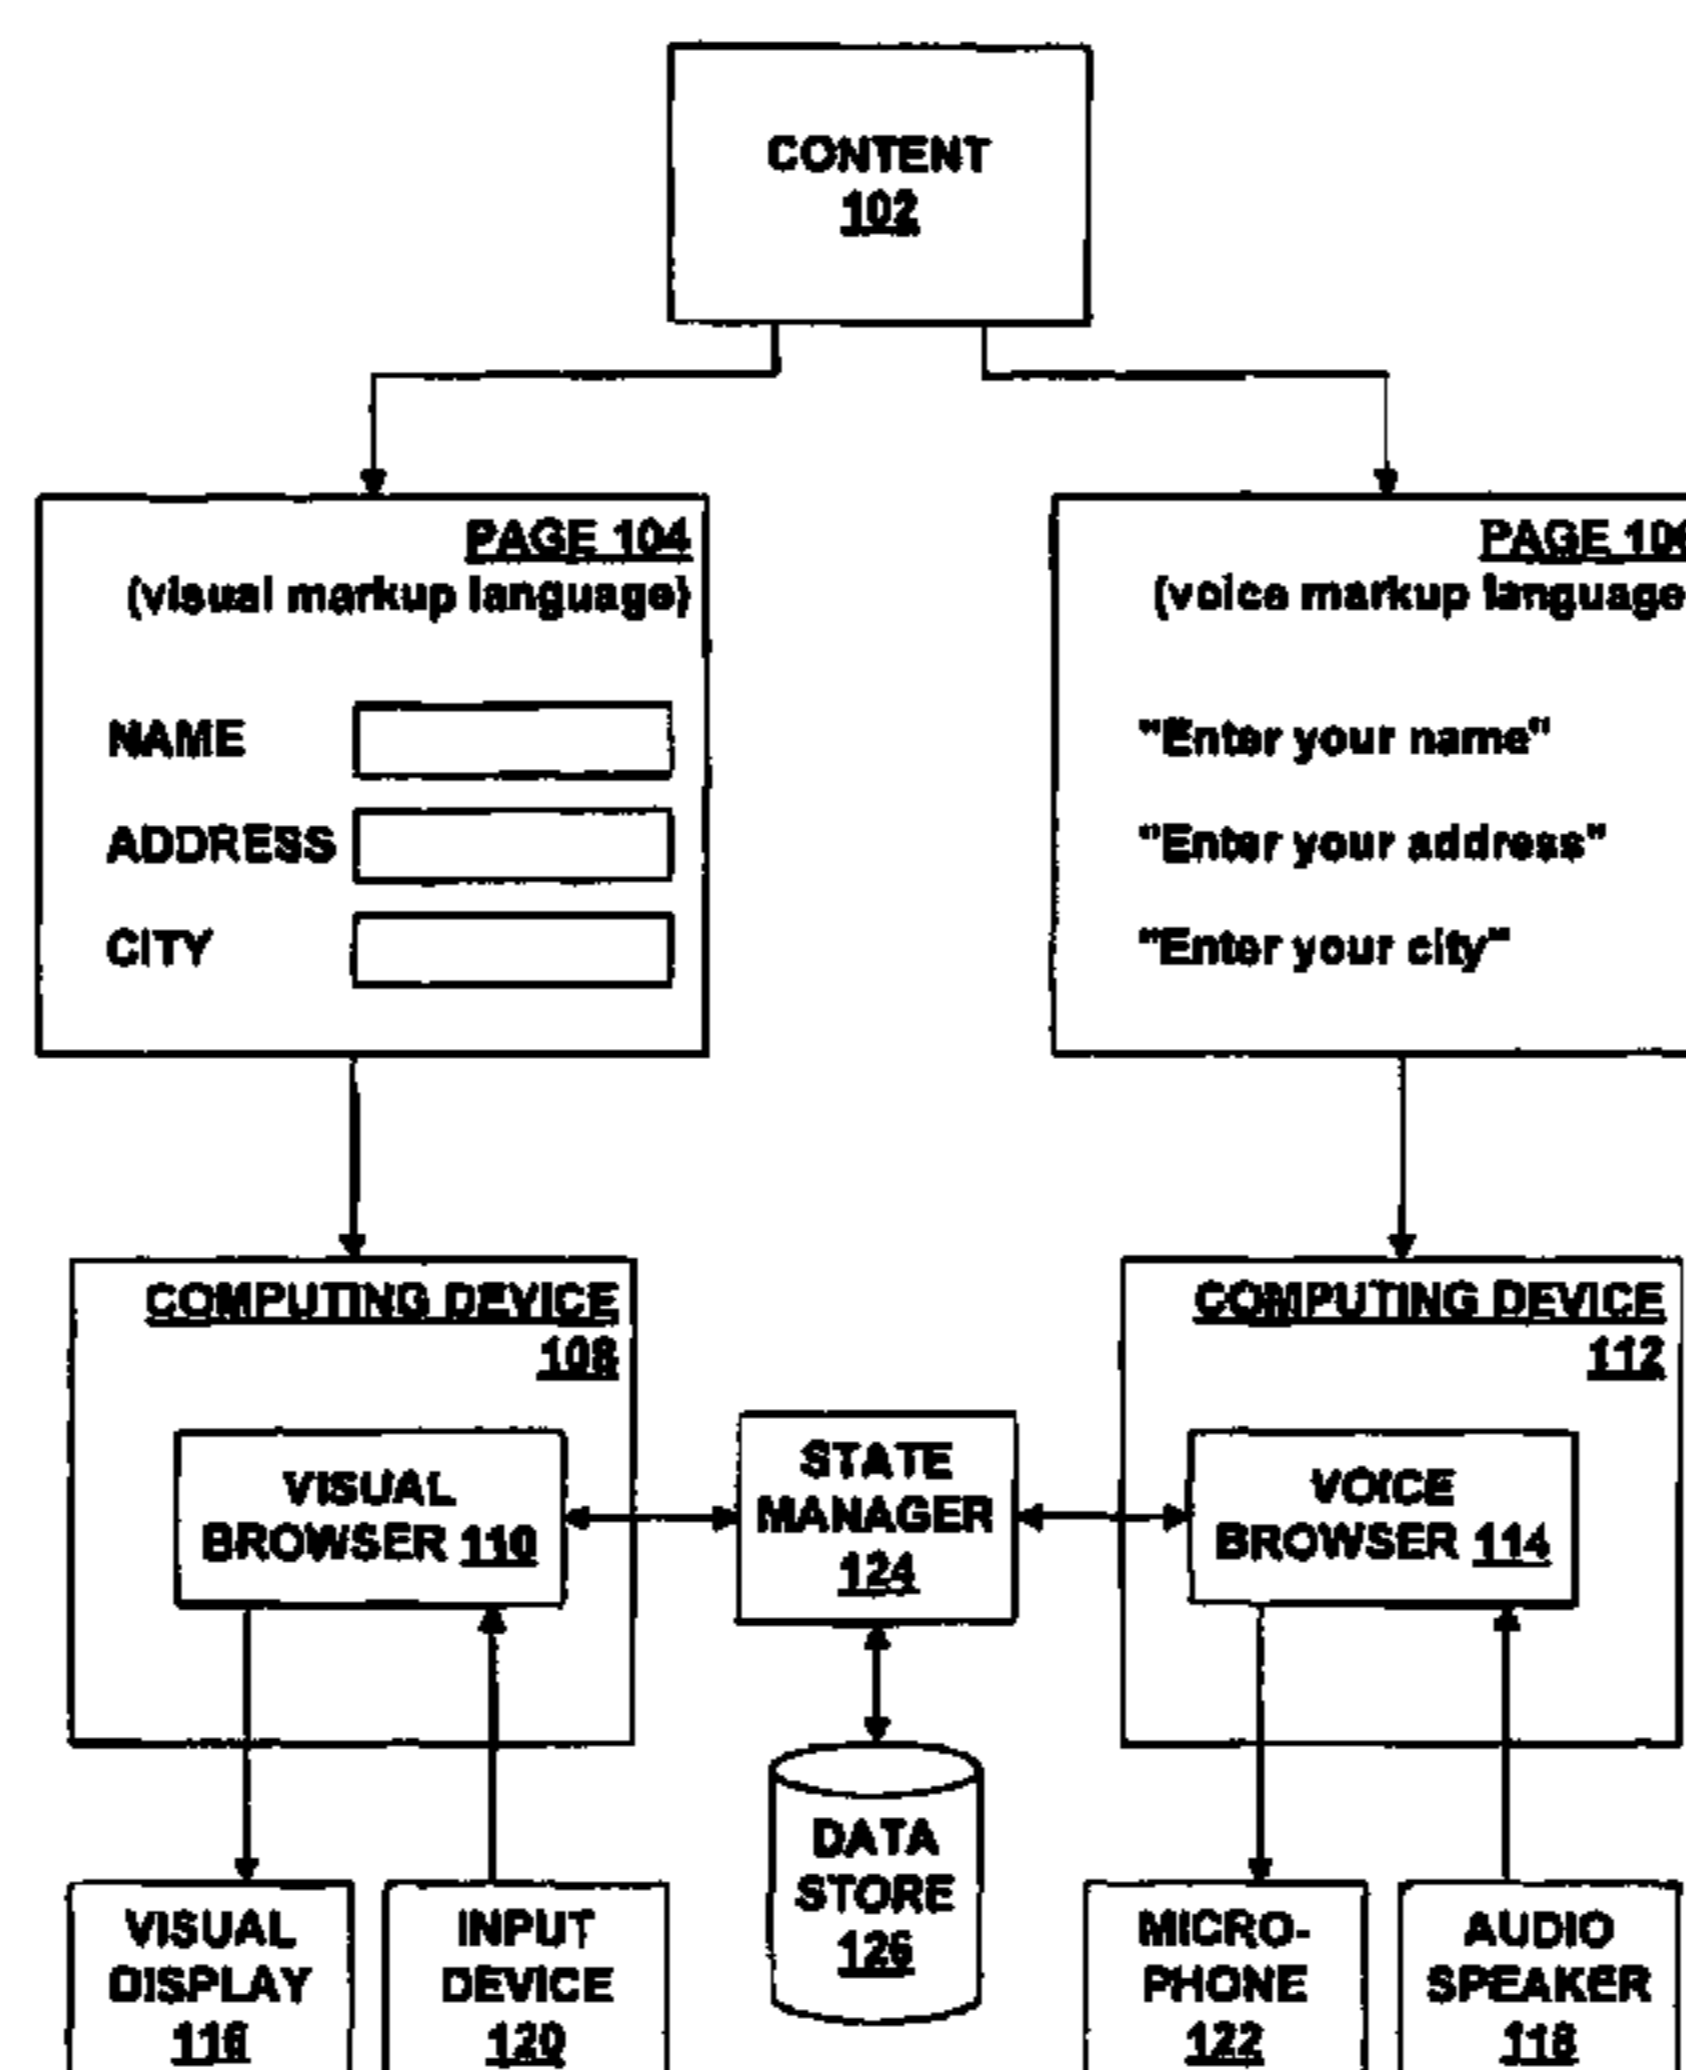 CONTENT
102
PAGE 104
(visual markup language)
NAME
ADDRESS
CITY
PAGE
(voice markup language
"Enter your name"
"Enter your address"
"Enter your city"
COMPUTING DEVICE
108
VISUAL
BROWSER 110
STATE
MANAGER
124
COMPUTING DEVICE
112
VOICE
BROWSER 114
DATA
STORE
126
VISUAL
DISPLAY
116
INPUT
DEVICE
120
MICRO-
PHONE
122
AUDIO
SPEAKER
118